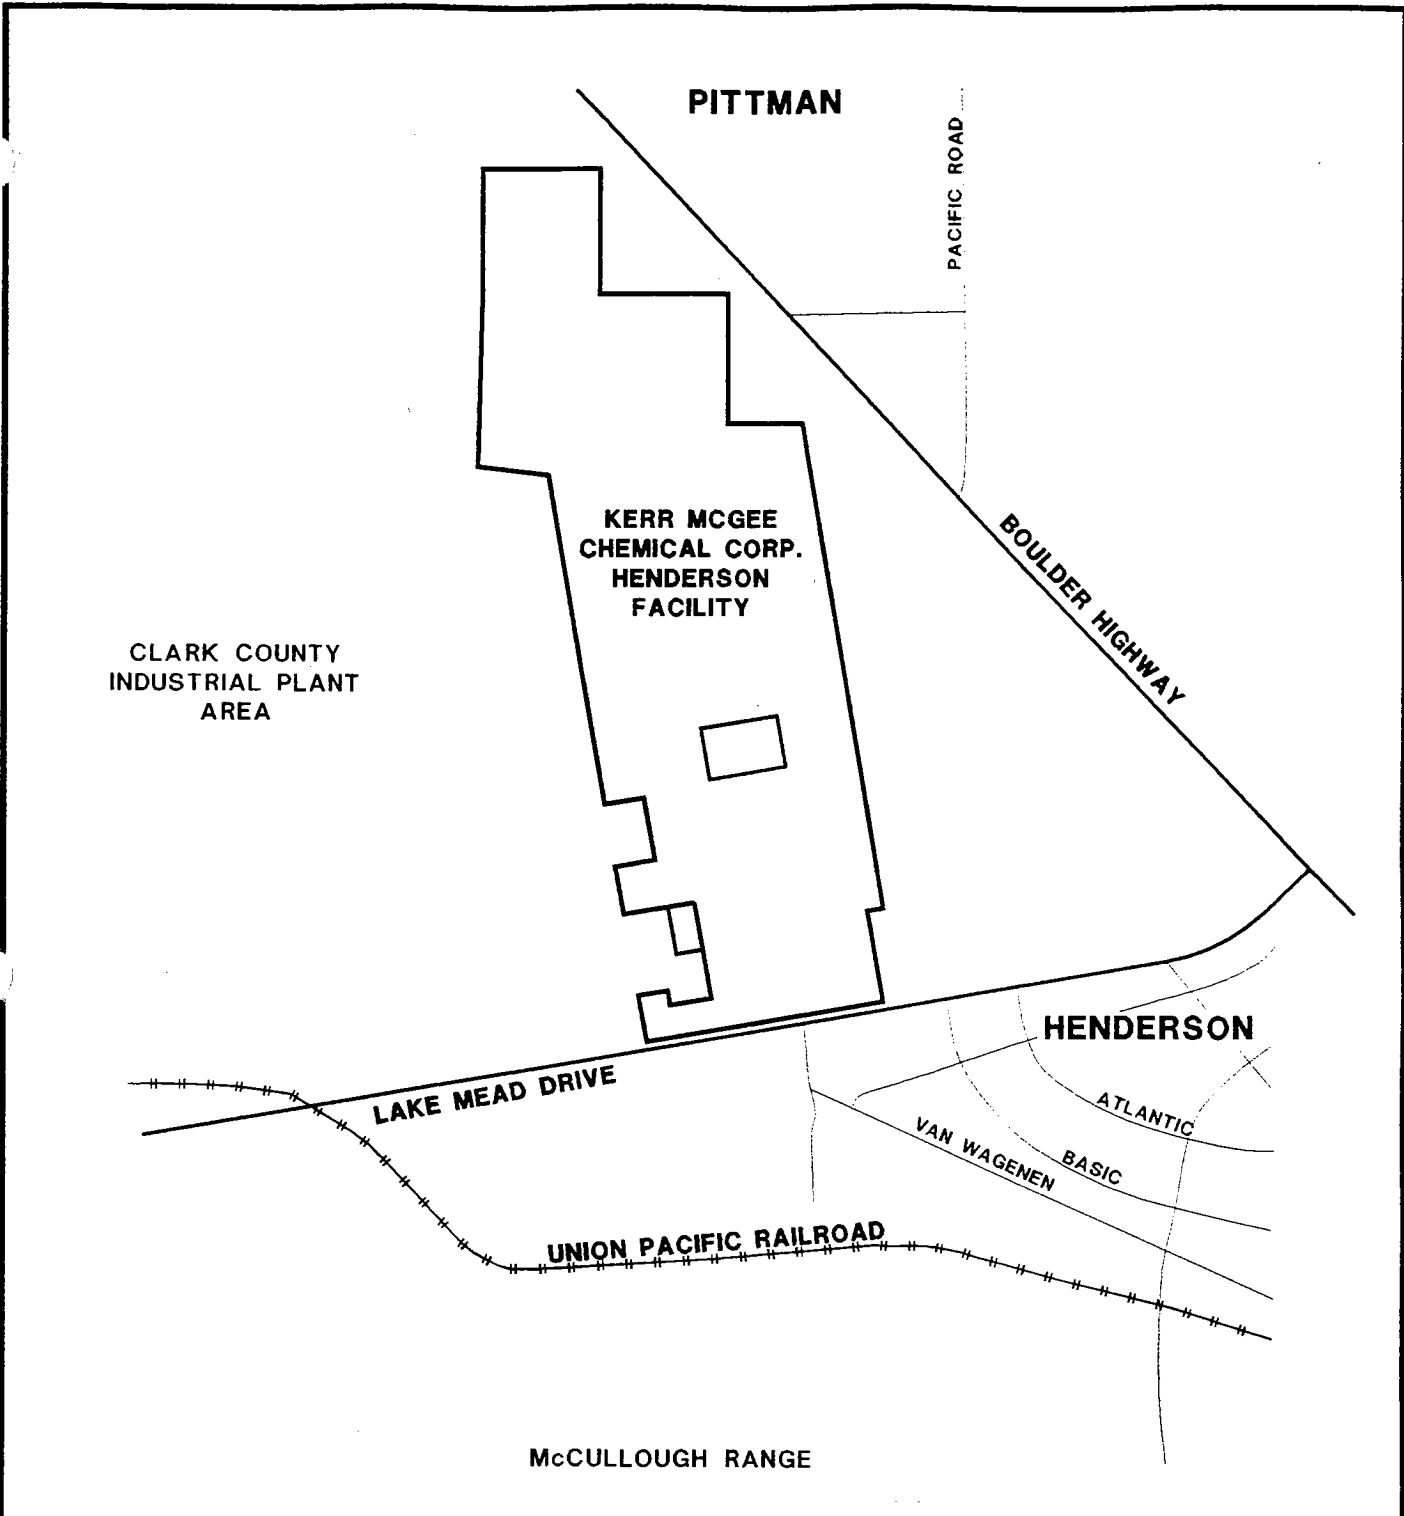 PITTMAN
PACIFIC ROAD
KERR MCGEE
CHEMICAL CORP.
HENDERSON
FACILITY
BOULDER HIGHWAY
CLARK COUNTY
INDUSTRIAL PLANT
AREA
HENDERSON
LAKE MEAD DRIVE
ATLANTIC
VAN WAGENEN
BASIC
UNION PACIFIC RAILROAD
McCULLOUGH RANGE